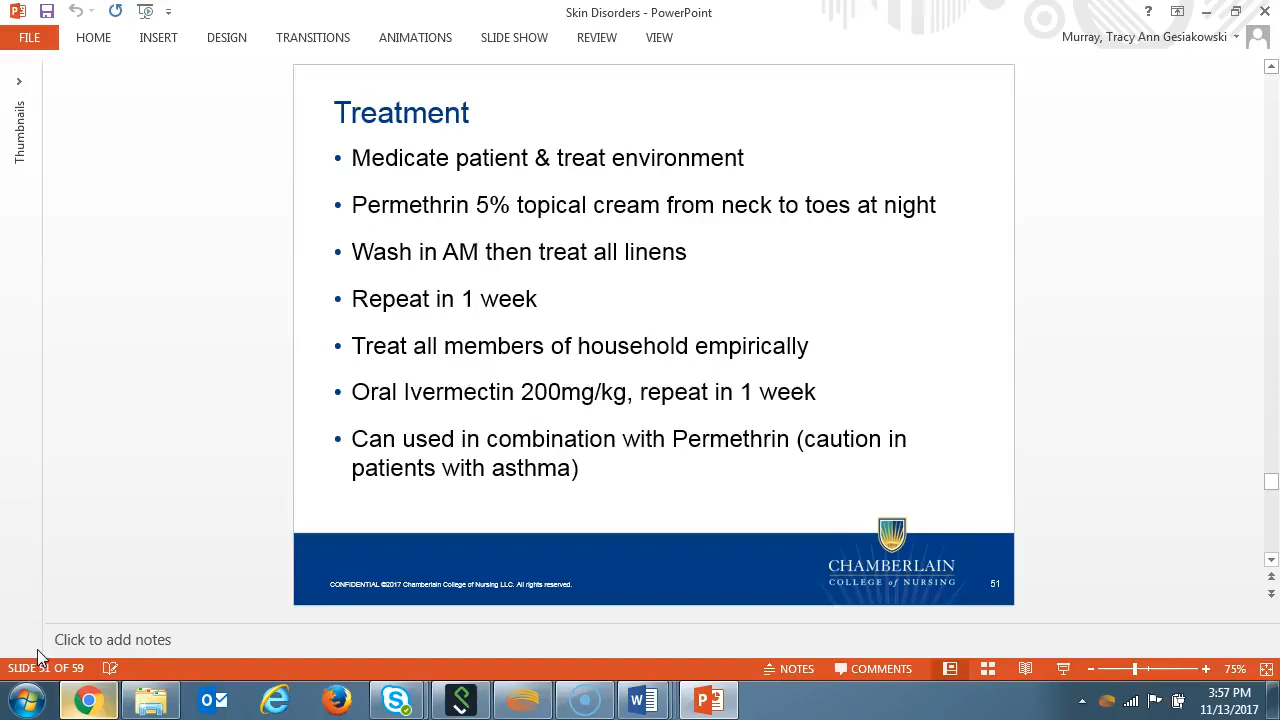 Skin Disorders - PowerPoint
FILE HOME INSERT DESIGN TRANSITIONS ANIMATIONS SLIDE SHOW REVIEW VIEW
Murray, Tracy Ann Gesiakowski
Thumbnails
Treatment
• Medicate patient & treat environment
• Permethrin 5% topical cream from neck to toes at night
• Wash in AM then treat all linens
• Repeat in 1 week
• Treat all members of household empirically
• Oral Ivermectin 200mg/kg, repeat in 1 week
• Can used in combination with Permethrin (caution in
patients with asthma)
CHAMBERLAIN
COLLEGE of NURSING
CONFIDENTIAL ©2017 Chamberlain College of Nursing LLC. All rights reserved.
51
Click to add notes
SLIDE 51 OF 59
NOTES COMMENTS 75%
3:57 PM
11/13/2017